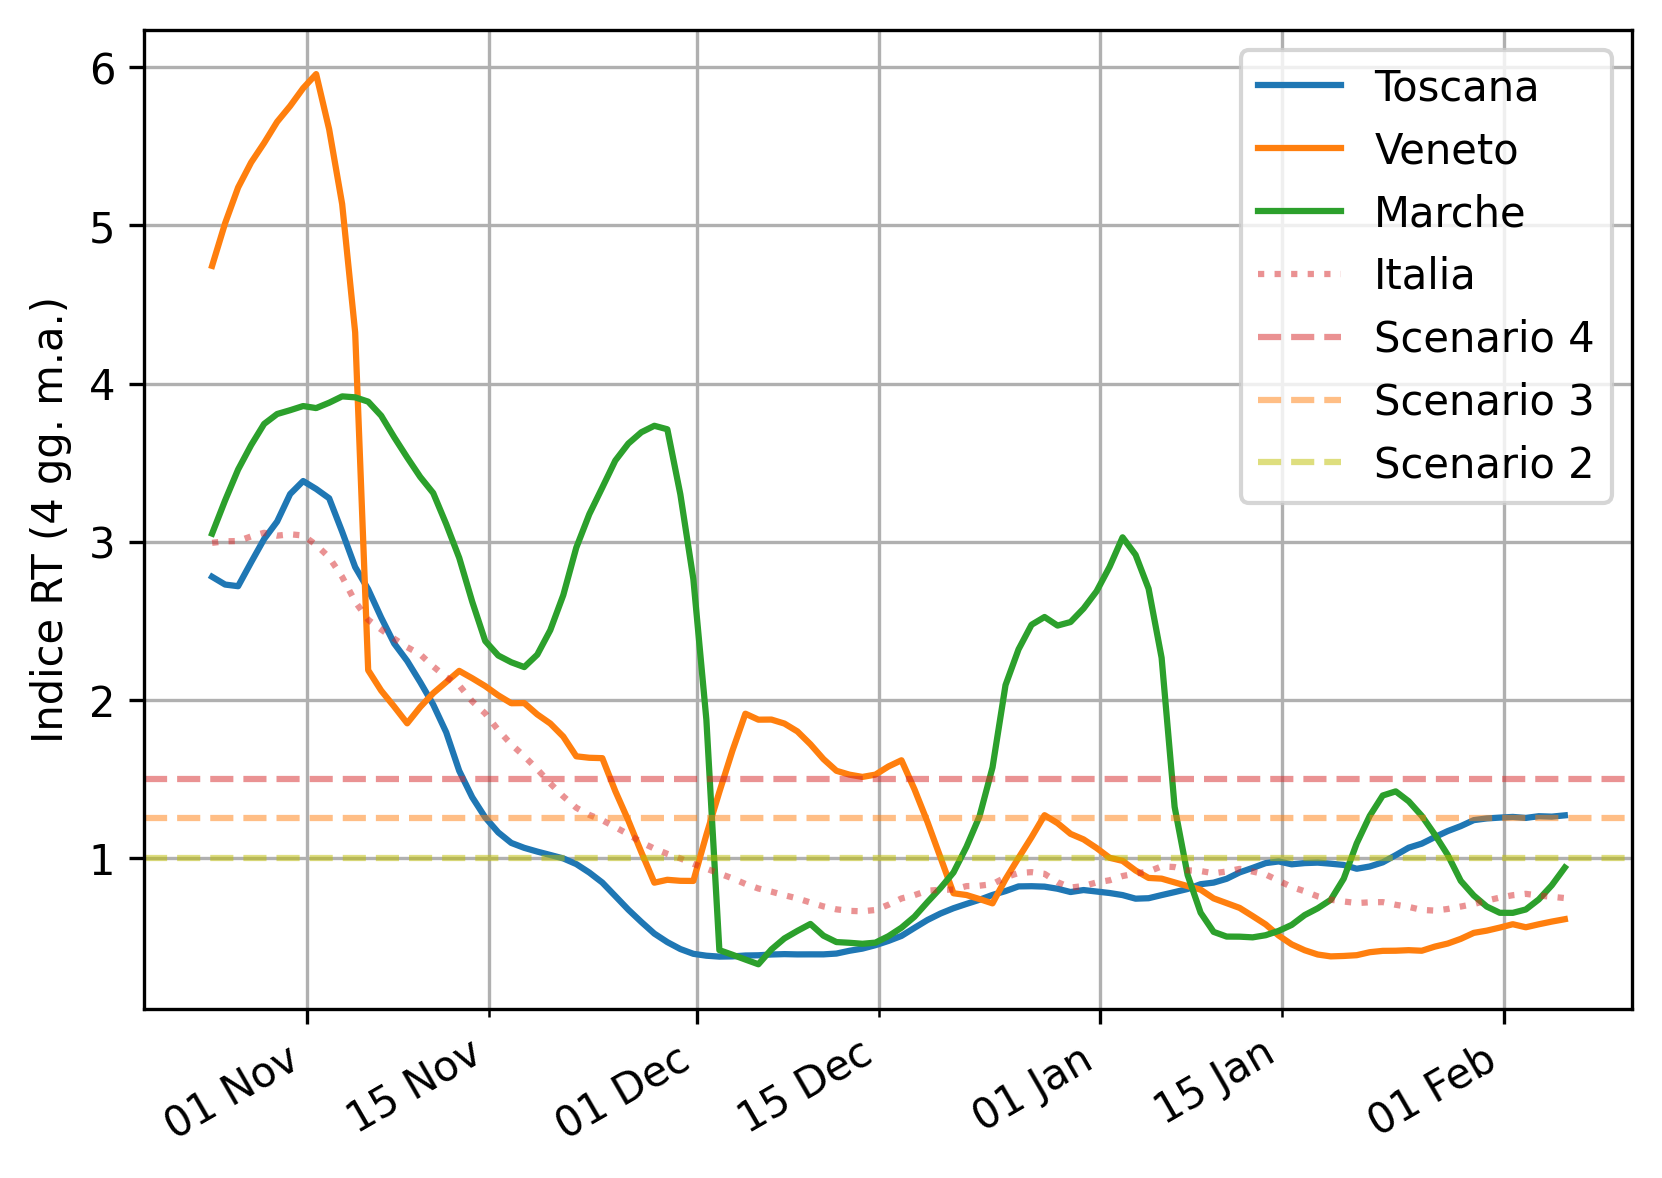 Indice RT (4 gg. m.a.)
6
5
4
3
2
1
Toscana
Veneto
Marche
Italia
Scenario 4
Scenario 3
Scenario 2
01 Nov
15 Nov
01 Dec
15 Dec
01 Jan
15 Jan
01 Feb